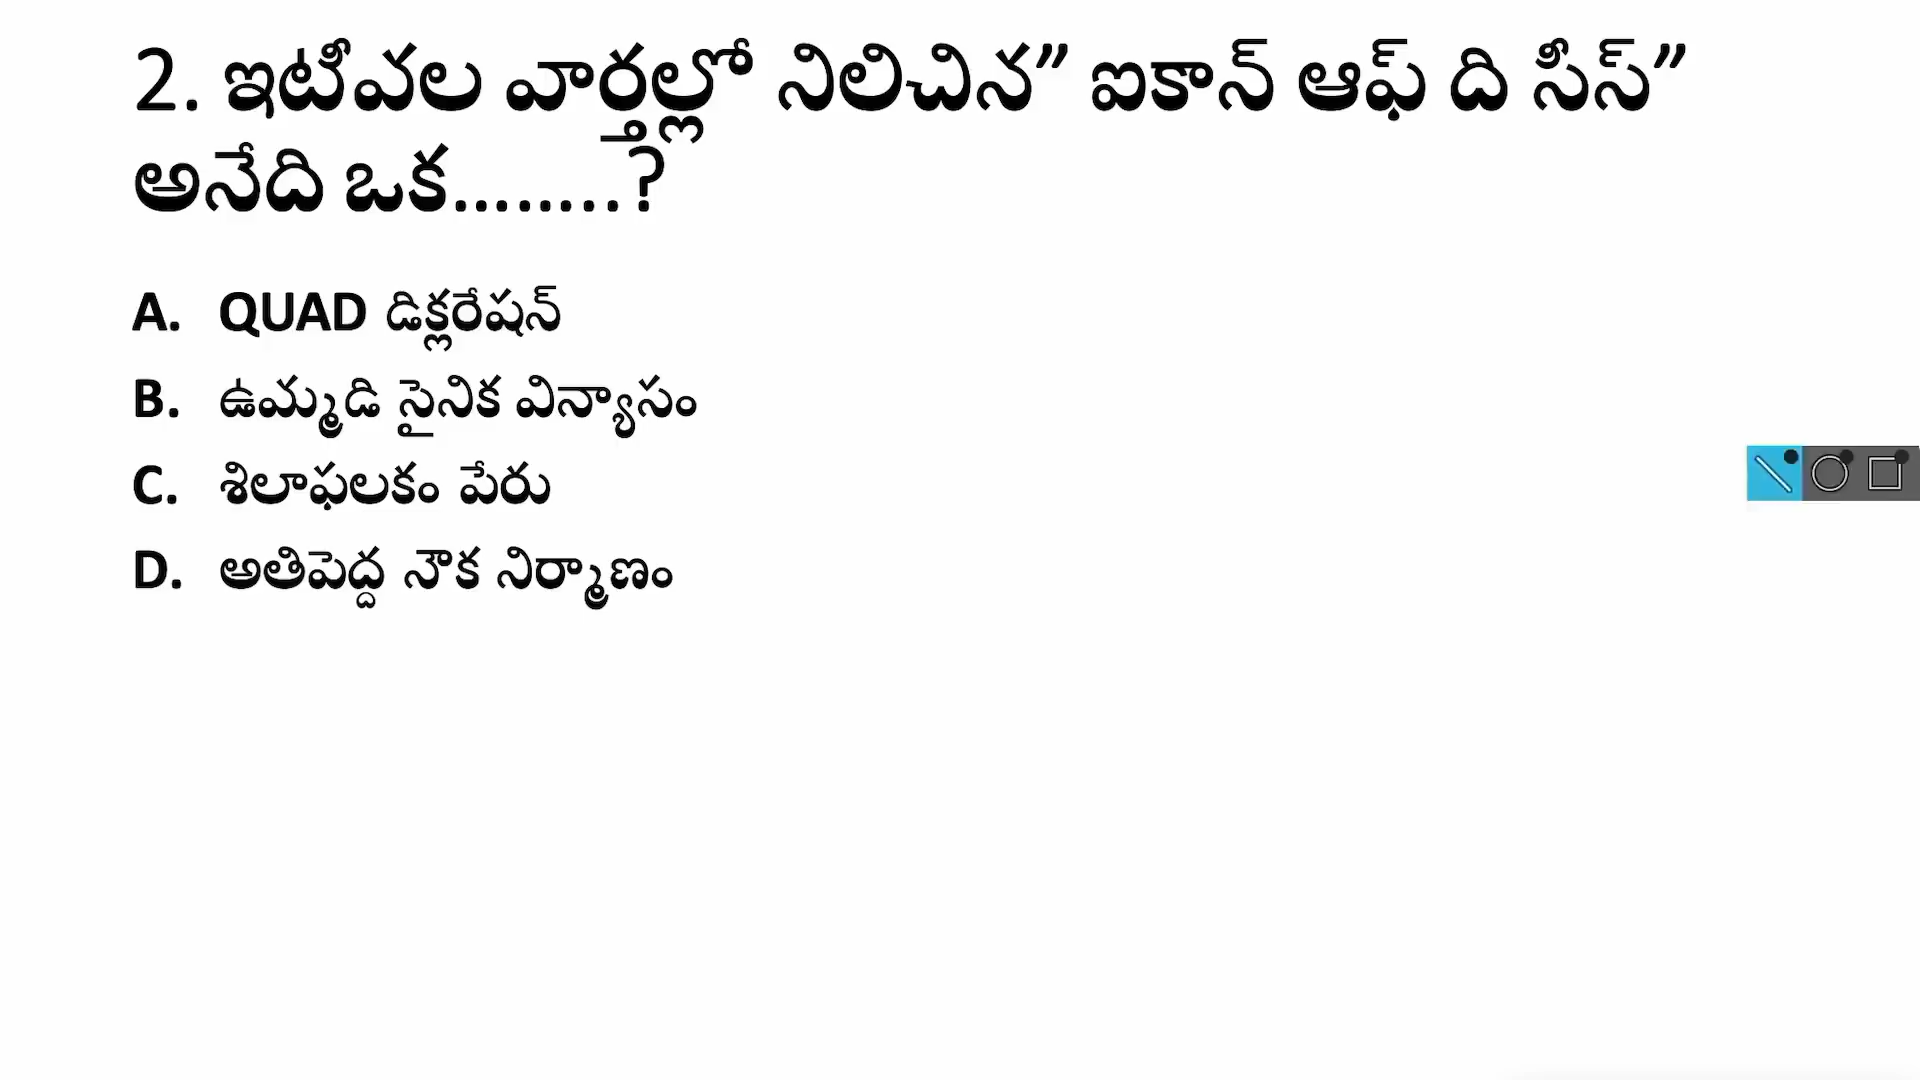 2. ఇటీవల వార్తల్లో నిలిచిన” ఐకాన్ ఆఫ్ ది సీస్”
అనేది ఒక........?
A. QUAD డిక్లరేషన్
B. ఉమ్మడి సైనిక విన్యాసం
C. శిలాఫలకం పేరు
D. అతిపెద్ద నౌక నిర్మాణం